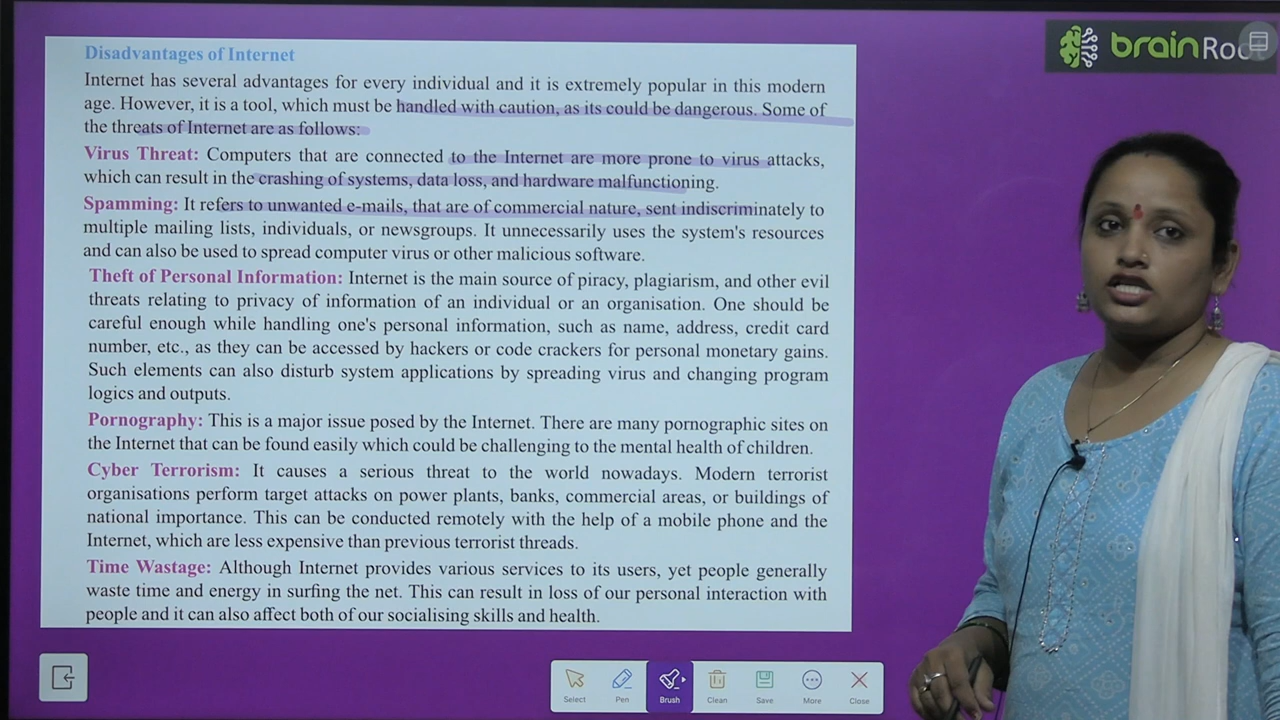 brainRo
Disadvantages of Internet
Internet has several advantages for every individual and it is extremely popular in this modern
age. However, it is a tool, which must be handled with caution, as its could be dangerous. Some of
the threats of Internet are as follows:
Virus Threat: Computers that are connected to the Internet are more prone to virus attacks,
which can result in the crashing of systems, data loss, and hardware malfunctioning.
Spamming: It refers to unwanted e-mails, that are of commercial nature, sent indiscriminately to
multiple mailing lists, individuals, or newsgroups. It unnecessarily uses the system's resources
and can also be used to spread computer virus or other malicious software.
Theft of Personal Information: Internet is the main source of piracy, plagiarism, and other evil
threats relating to privacy of information of an individual or an organisation. One should be
careful enough while handling one's personal information, such as name, address, credit card
number, etc., as they can be accessed by hackers or code crackers for personal monetary gains.
Such elements can also disturb system applications by spreading virus and changing program
logics and outputs.
Pornography: This is a major issue posed by the Internet. There are many pornographic sites on
the Internet that can be found easily which could be challenging to the mental health of children.
Cyber Terrorism: It causes a serious threat to the world nowadays. Modern terrorist
organisations perform target attacks on power plants, banks, commercial areas, or buildings of
national importance. This can be conducted remotely with the help of a mobile phone and the
Internet, which are less expensive than previous terrorist threads.
Time Wastage: Although Internet provides various services to its users, yet people generally
waste time and energy in surfing the net. This can result in loss of our personal interaction with
people and it can also affect both of our socialising skills and health.
Select Pen Brush Clean Save More Close